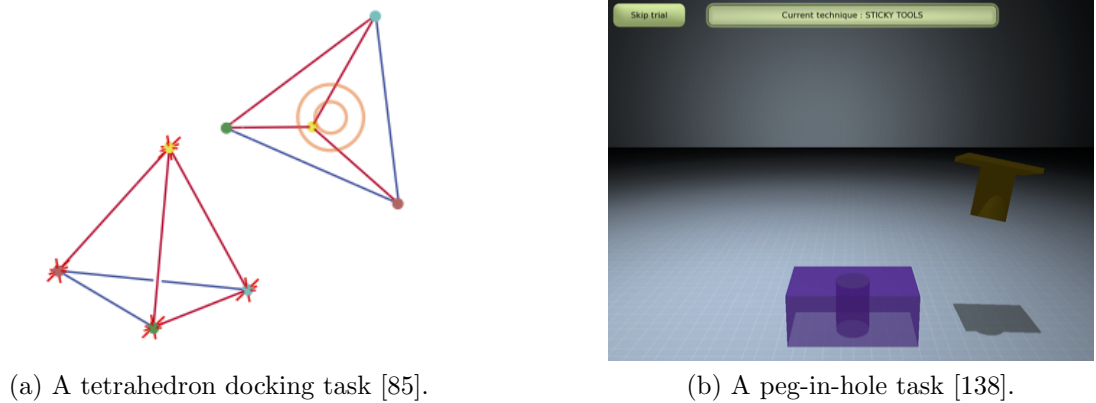 Skip trial
Current technique : STICKY TOOLS
(a) A tetrahedron docking task [85].
(b) A peg-in-hole task [138].